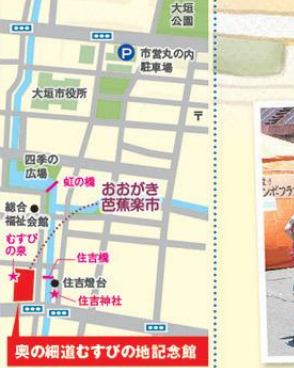 大垣
公園
P
市営丸の内
駐車場
大垣市役所
〒
四季の
広場
虹の橋
おおがき
芭蕉楽市
総合
福祉会館
むすび
の泉
住吉橋
住吉燈台
住吉神社
奥の細道むすびの地記念館